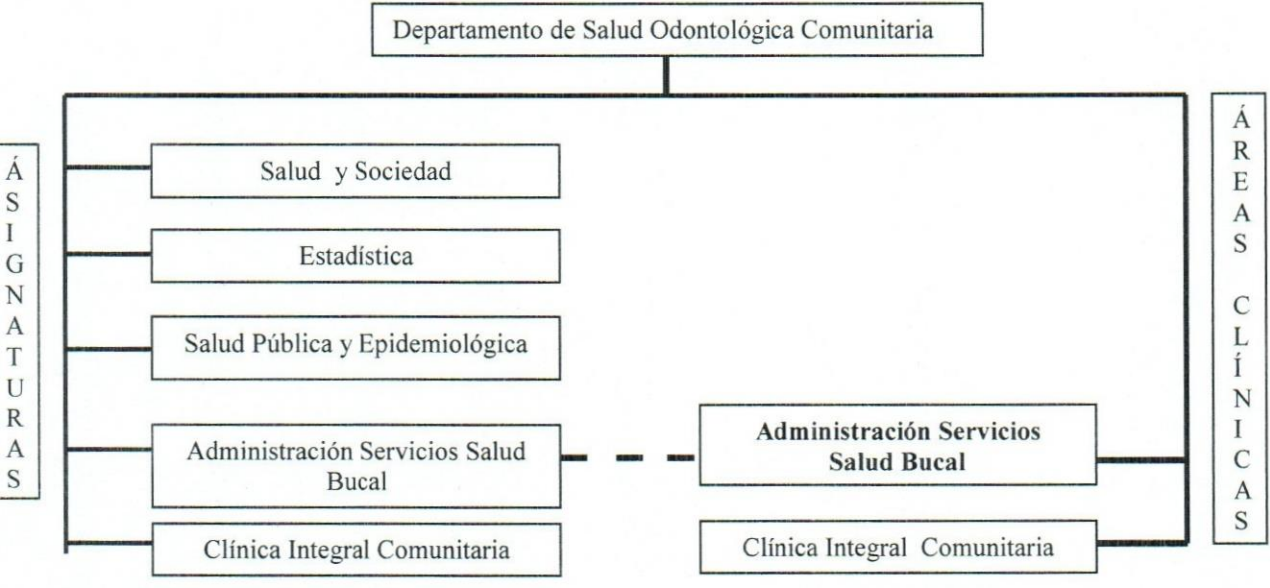 Departamento de Salud Odontológica Comunitaria
ÁSIGNATURAS
Salud y Sociedad
Estadística
Salud Pública y Epidemiológica
Administración Servicios Salud
Bucal
Clínica Integral Comunitaria
Administración Servicios
Salud Bucal
Clínica Integral Comunitaria
ÁREAS CLÍNICAS